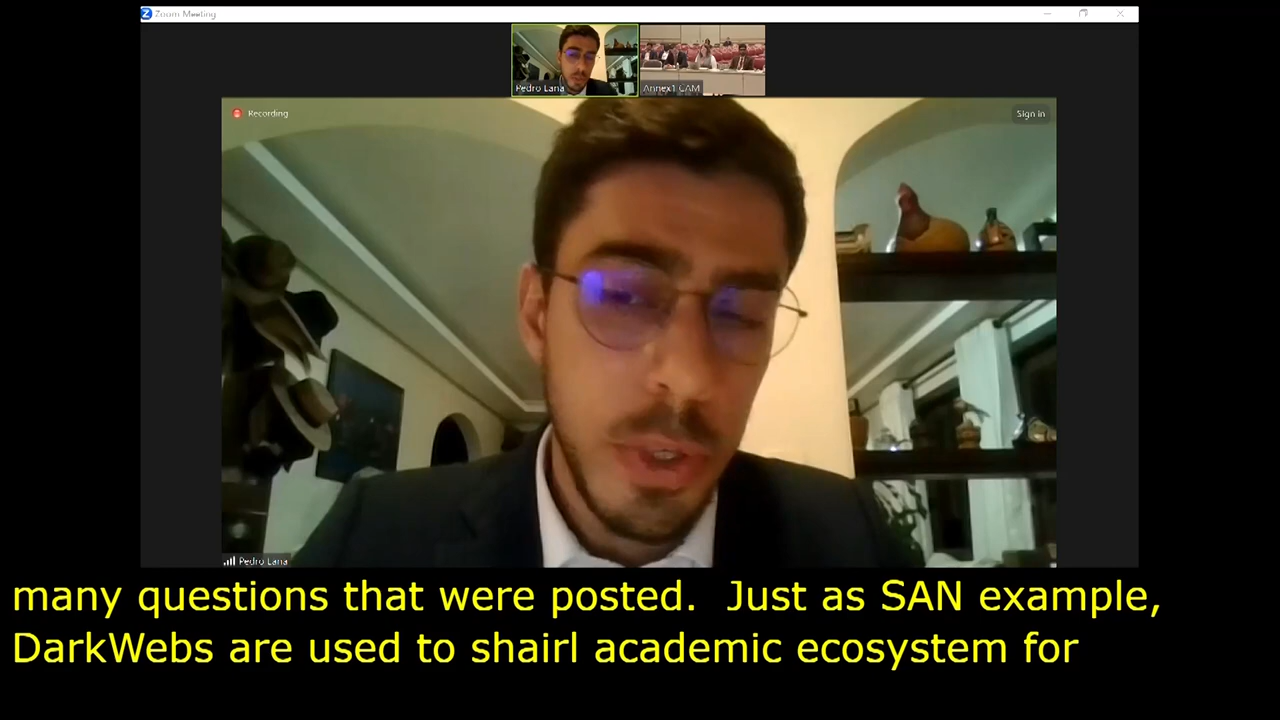 Zoom Meeting
Pedro Lana
Annex1 CAM
Recording
Sign in
Pedro Lana
many questions that were posted.  Just as SAN example,
DarkWebs are used to shairl academic ecosystem for